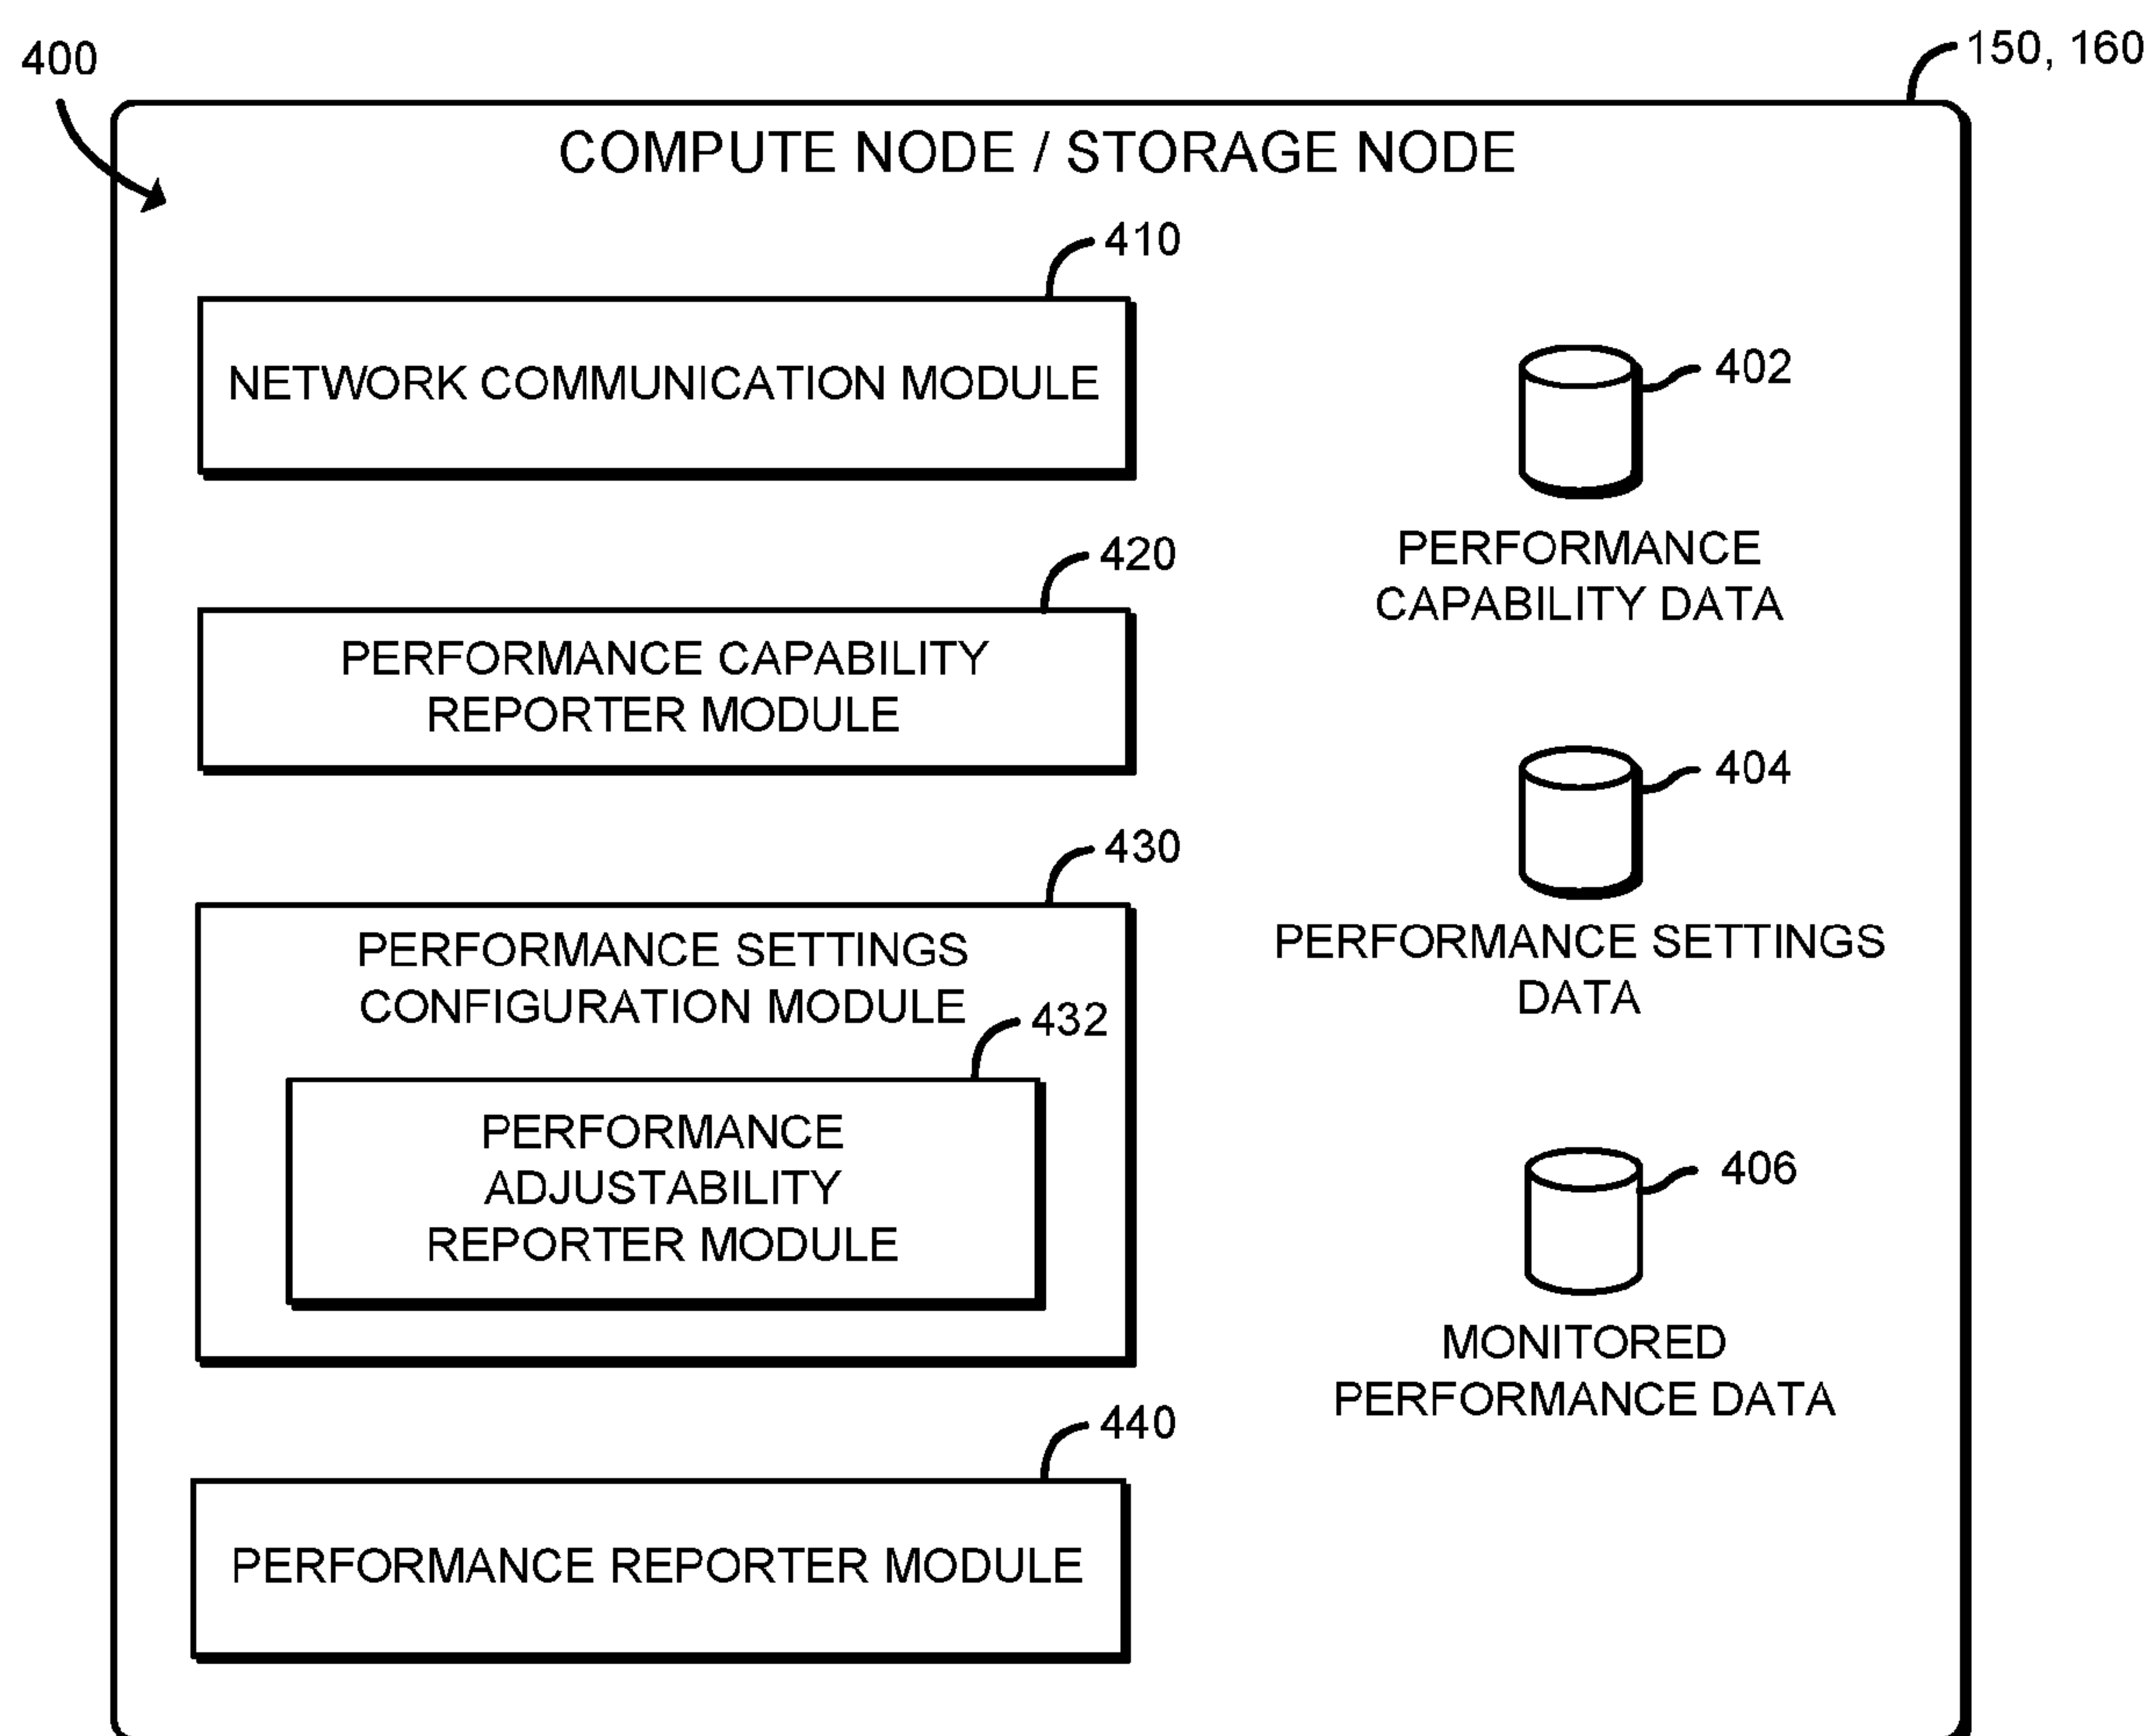 400
150, 160
COMPUTE NODE / STORAGE NODE
410
NETWORK COMMUNICATION MODULE
402
PERFORMANCE
CAPABILITY DATA
420
PERFORMANCE CAPABILITY
REPORTER MODULE
404
PERFORMANCE SETTINGS
DATA
430
PERFORMANCE SETTINGS
CONFIGURATION MODULE
432
PERFORMANCE
ADJUSTABILITY
REPORTER MODULE
406
MONITORED
PERFORMANCE DATA
440
PERFORMANCE REPORTER MODULE